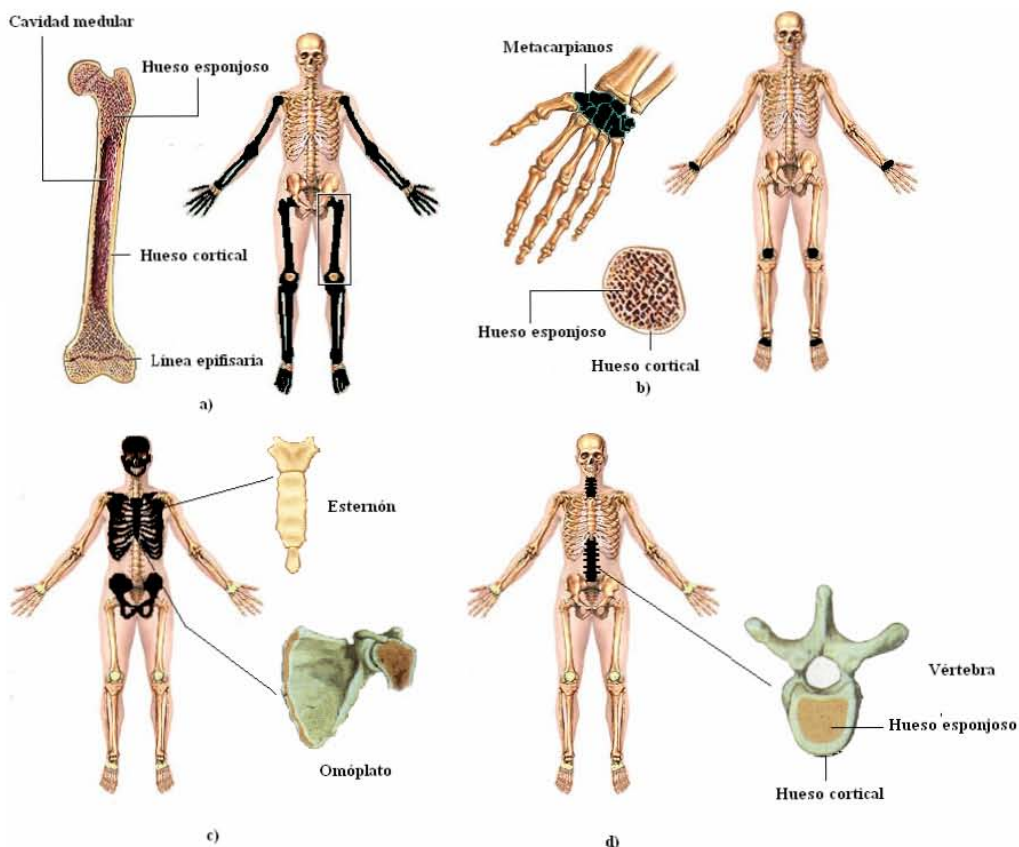 Cavidad medular
Hueso esponjoso
Hueso cortical
Línea epifisaria
a)
Metacarpianos
Hueso esponjoso
Hueso cortical
b)
Esternón
Omóplato
c)
Vértebra
Hueso esponjoso
Hueso cortical
d)